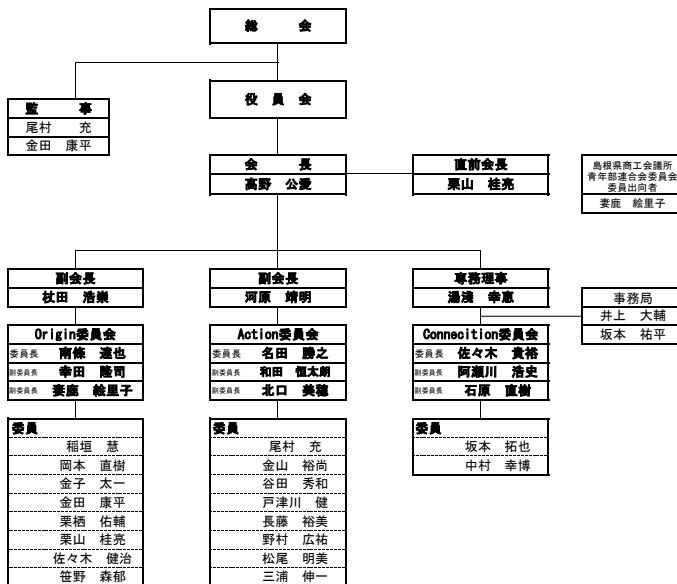 総　　会
役　員　会
監　　　事
尾村　　充
金田　康平
会　　　長
高野　公愛
直前会長
栗山　桂亮
島根県商工会議所
青年部連合会委員会
委員出向者
妻鹿　絵里子
副会長
杖田　浩崇
副会長
河原　靖明
専務理事
湯淺　幸恵
事務局
井上　大輔
坂本　祐平
Origin委員会
委員長　南條　達也
副委員長　幸田　隆司
副委員長　妻鹿　絵里子
Action委員会
委員長　名田　勝之
副委員長　和田　恒太朗
副委員長　北口　美穂
Connecition委員会
委員長　佐々木　貴裕
副委員長　阿瀬川　浩史
副委員長　石原　直樹
委員
稲垣　慧
岡本　直樹
金子　太一
金田　康平
栗栖　佑輔
栗山　桂亮
佐々木　健治
笹野　森郁
委員
尾村　充
金山　裕尚
谷田　秀和
戸津川　健
長藤　裕美
野村　広祐
松尾　明美
三浦　伸一
委員
坂本　拓也
中村　幸博